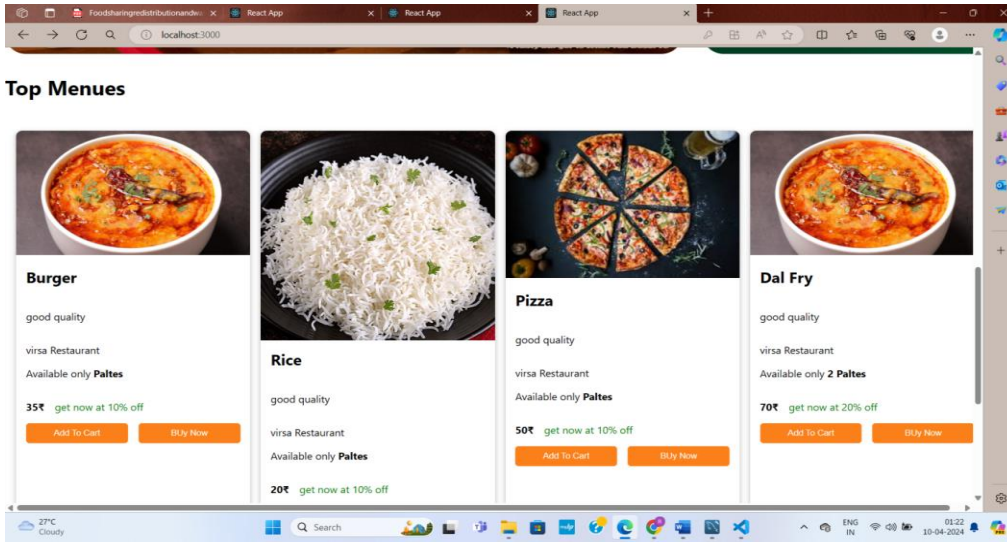 Foodsharingredistributionandwa
React App
React App
React App
localhost:3000
Top Menues
Burger
good quality
virsa Restaurant
Available only Paltes
35₹ get now at 10% off
Add To Cart BUy Now
Rice
good quality
virsa Restaurant
Available only Paltes
20₹ get now at 10% off
Pizza
good quality
virsa Restaurant
Available only Paltes
50₹ get now at 10% off
Add To Cart BUy Now
Dal Fry
good quality
virsa Restaurant
Available only 2 Paltes
70₹ get now at 20% off
Add To Cart BUy Now
27°C
Cloudy
Search
ENG
IN
01:22
10-04-2024